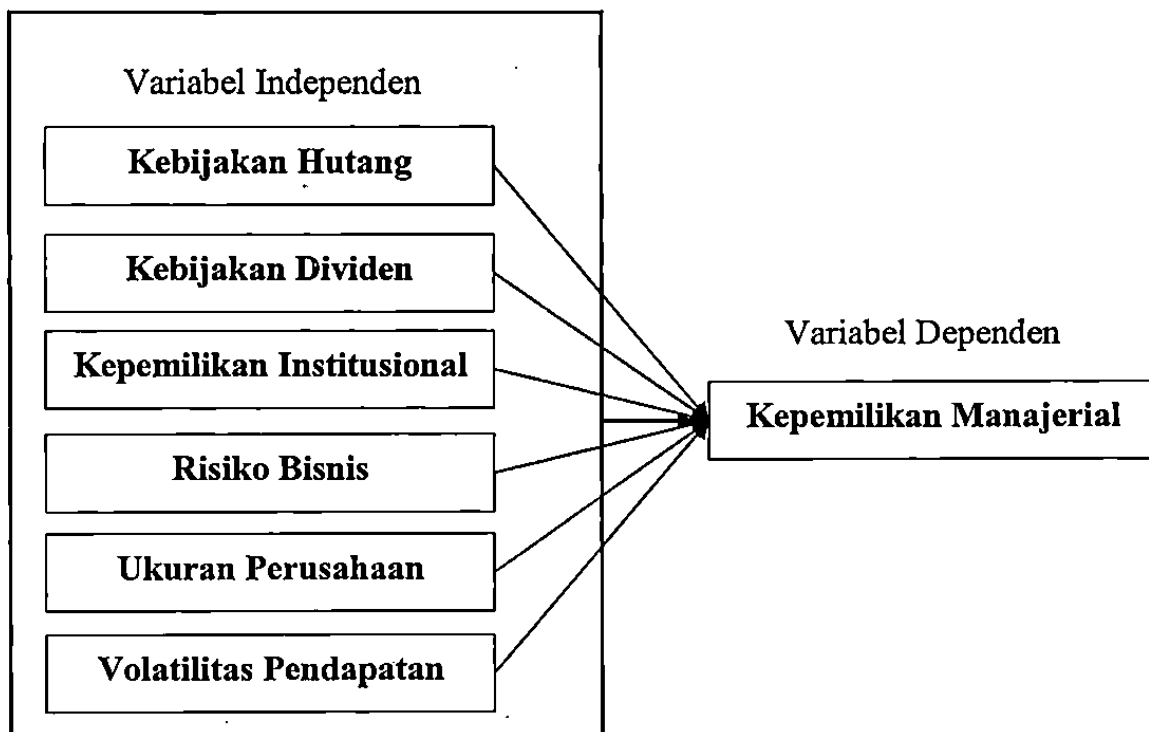 Variabel Independen
Kebijakan Hutang
Kebijakan Dividen
Kepemilikan Institusional
Risiko Bisnis
Ukuran Perusahaan
Volatilitas Pendapatan
Variabel Dependen
Kepemilikan Manajerial